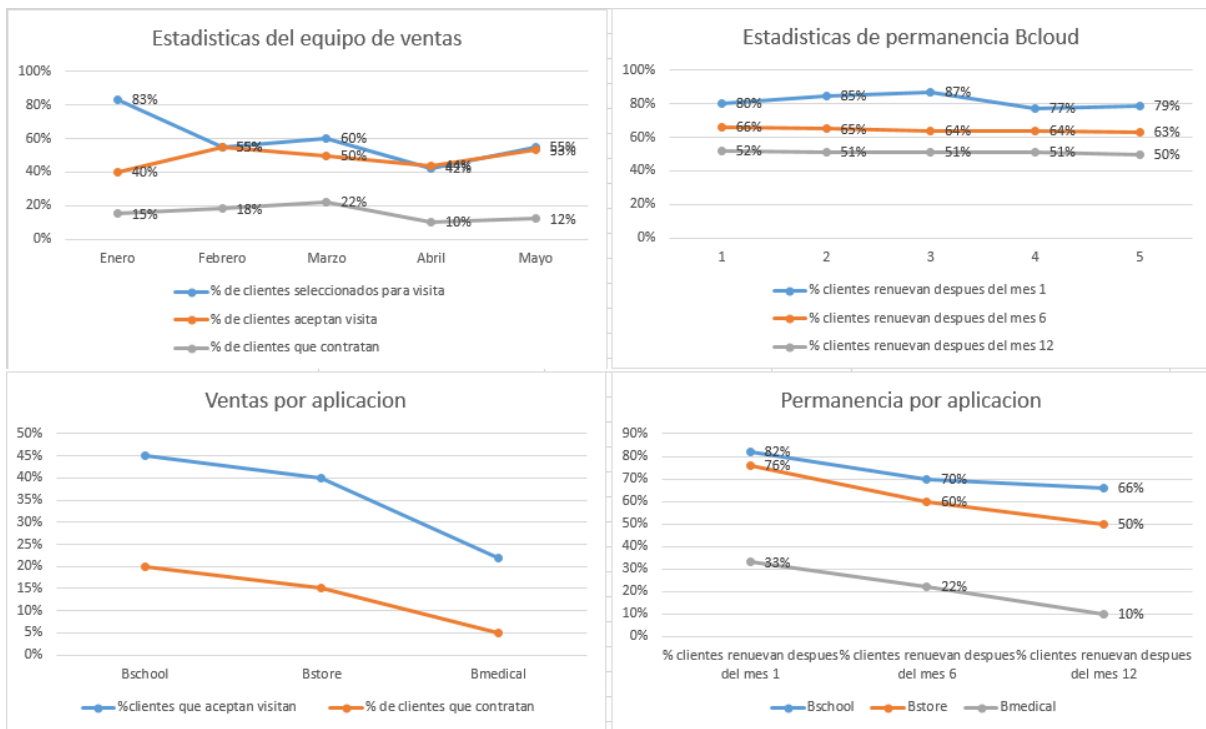 Estadisticas del equipo de ventas
100%
80%
60%
40%
20%
0%
83%
55%
60%
42%
55%
40%
55%
50%
44%
53%
15%
18%
22%
10%
12%
Enero
Febrero
Marzo
Abril
Mayo
% de clientes seleccionados para visita
% de clientes aceptan visita
% de clientes que contratan
Estadisticas de permanencia Bcloud
100%
80%
60%
40%
20%
0%
80%
85%
87%
77%
79%
66%
65%
64%
64%
63%
52%
51%
51%
51%
50%
1
2
3
4
5
% clientes renuevan despues del mes 1
% clientes renuevan despues del mes 6
% clientes renuevan despues del mes 12
Ventas por aplicacion
50%
45%
40%
35%
30%
25%
20%
15%
10%
5%
0%
Bschool
Bstore
Bmedical
%clientes que aceptan visitan
% de clientes que contratan
Permanencia por aplicacion
90%
80%
70%
60%
50%
40%
30%
20%
10%
0%
82%
70%
66%
76%
60%
50%
33%
22%
10%
% clientes renuevan despues
del mes 1
% clientes renuevan despues
del mes 6
% clientes renuevan despues
del mes 12
Bschool
Bstore
Bmedical